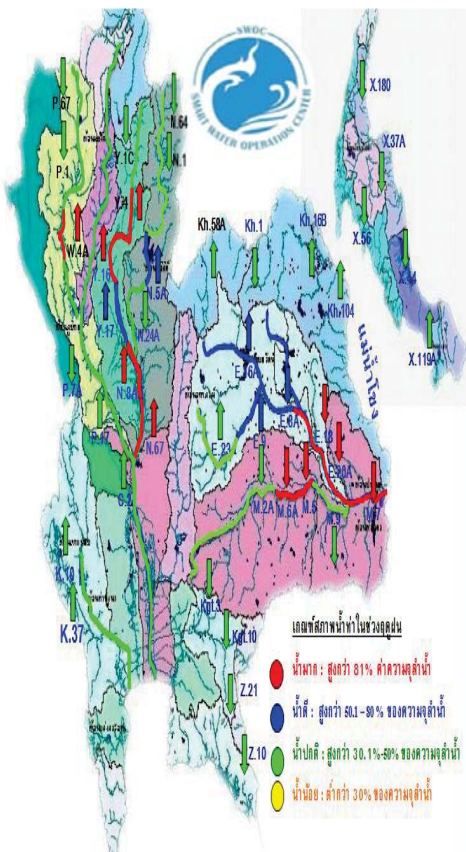 SWOC
SMART WATER OPERATION CENTER
P.67
Y.1C
N.64
P.1
N.1
Y.4
W.4A
Y.16
N.5A
Y.17
N.24A
P.7A
N.8A
P.17
N.67
C.2
K.10
K.37
Kh.58A
Kh.1
Kh.16B
Kh.104
แม่น้ำโขง
E.16A
E.8A
E.23
E.9
E.18
E.20A
M.2A
M.6A
M.5
M.9
M.7
Kgt.3
Kgt.10
Z.21
Z.10
X.180
X.37A
X.56
X.44
X.119A
เกณฑ์สภาพน้ำท่าในช่วงฤดูฝน
น้ำมาก : สูงกว่า 81% ค่าความจุลำน้ำ
น้ำดี : สูงกว่า 50.1-80 % ของความจุลำน้ำ
น้ำปกติ : สูงกว่า 30.1%-50% ของความจุลำน้ำ
น้ำน้อย : ต่ำกว่า 30% ของความจุลำน้ำ